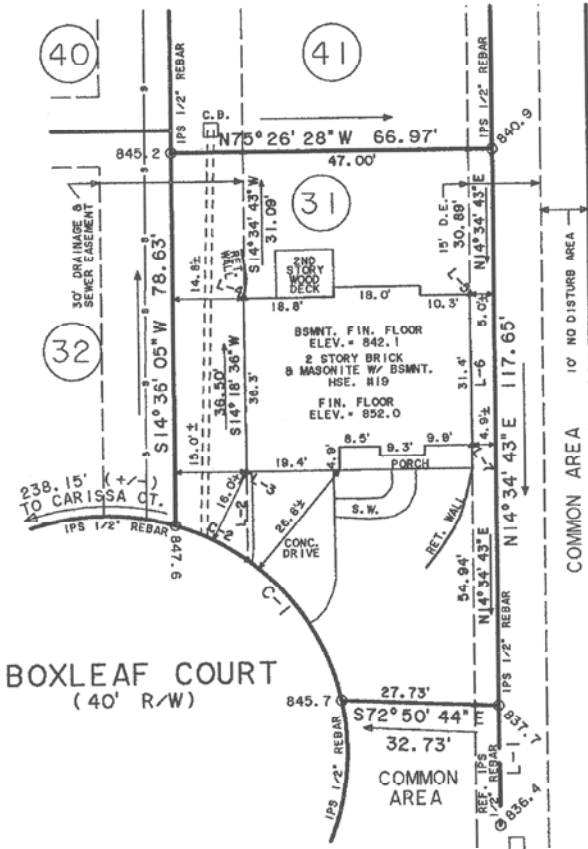 40
41
IPS 1/2" REBAR
IPS 1/2" REBAR
C.B.
N75° 26' 28" W 66.97'
840.9
845.2
47.00'
S
S
S
S
S
S
30' DRAINAGE &
SEWER EASEMENT
S14° 36' 05" W 78.63'
14.8'±
RET.
WALL
L-4
S14° 34' 43" W
31.09'
31
15' D.E.
30.89'
N14° 34' 43" E
L-5
10' NO DISTURB AREA
2ND
STORY
WOOD
DECK
18.8'
18.0'
10.3'
5.0'±
32
36.50'
S14° 18' 36" W
36.3'
BSMNT. FIN. FLOOR
ELEV. = 842.1
2 STORY BRICK
& MASONITE W/ BSMNT.
HSE. #19
FIN. FLOOR
ELEV. = 852.0
31.4'
L-6
N14° 34' 43" E 117.65'
15.0'±
8.5'
9.3'
9.9'
4.9'±
19.4'
4.9'
PORCH
L-7
COMMON AREA
238.15' (+/-)
TO CARISSA CT.
IPS 1/2" REBAR
847.6
16.0'±
L-2
L-3
C-2
26.8'±
S.W.
CONC.
DRIVE
RET. WALL
54.94'
N14° 34' 43" E
C-1
BOXLEAF COURT
(40' R/W)
845.7
27.73'
S72° 50' 44" E
32.73'
IPS 1/2" REBAR
837.7
IPS 1/2" REBAR
COMMON
AREA
REF. IPS
1/2" REBAR
L-1
836.4